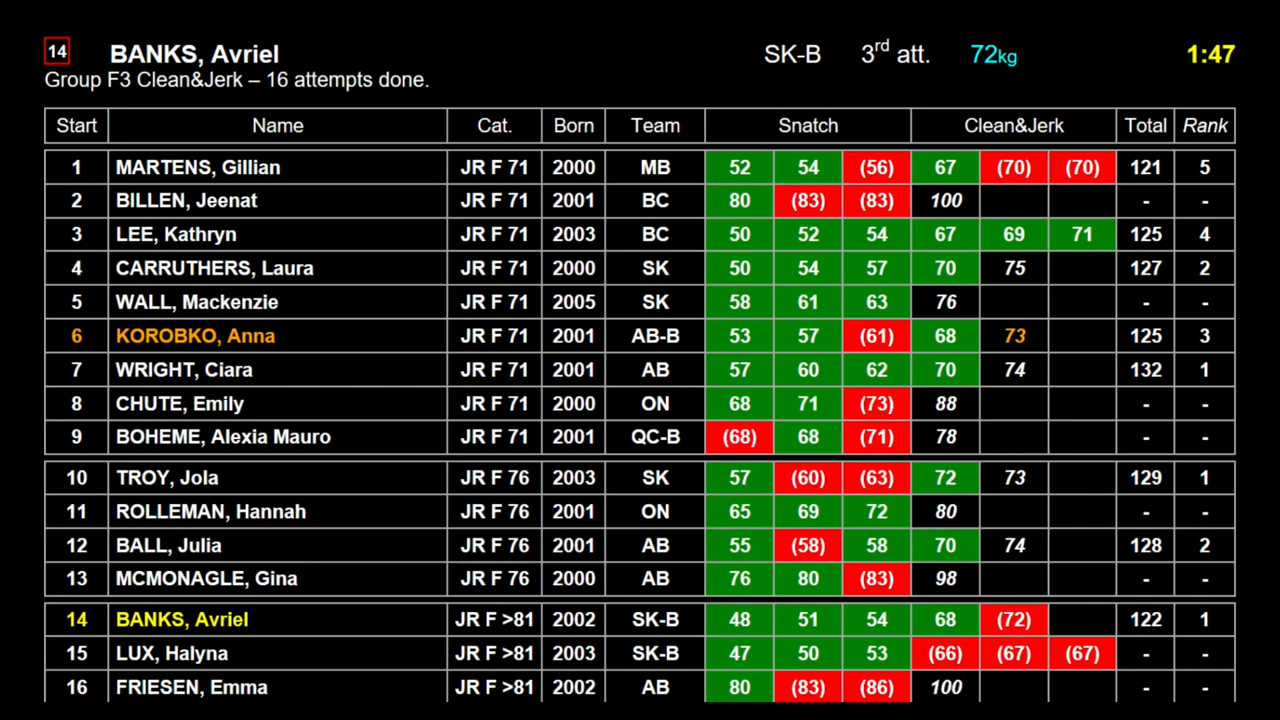 14 BANKS, Avriel SK-B 3rd att. 72kg 1:47
Group F3 Clean&Jerk – 16 attempts done.
Start Name Cat. Born Team Snatch Clean&Jerk Total Rank
1 MARTENS, Gillian JR F 71 2000 MB 52 54 (56) 67 (70) (70) 121 5
2 BILLEN, Jeenat JR F 71 2001 BC 80 (83) (83) 100 - -
3 LEE, Kathryn JR F 71 2003 BC 50 52 54 67 69 71 125 4
4 CARRUTHERS, Laura JR F 71 2000 SK 50 54 57 70 75 127 2
5 WALL, Mackenzie JR F 71 2005 SK 58 61 63 76 - -
6 KOROBKO, Anna JR F 71 2001 AB-B 53 57 (61) 68 73 125 3
7 WRIGHT, Ciara JR F 71 2001 AB 57 60 62 70 74 132 1
8 CHUTE, Emily JR F 71 2000 ON 68 71 (73) 88 - -
9 BOHEME, Alexia Mauro JR F 71 2001 QC-B (68) 68 (71) 78 - -
10 TROY, Jola JR F 76 2003 SK 57 (60) (63) 72 73 129 1
11 ROLLEMAN, Hannah JR F 76 2001 ON 65 69 72 80 - -
12 BALL, Julia JR F 76 2001 AB 55 (58) 58 70 74 128 2
13 MCMONAGLE, Gina JR F 76 2000 AB 76 80 (83) 98 - -
14 BANKS, Avriel JR F >81 2002 SK-B 48 51 54 68 (72) 122 1
15 LUX, Halyna JR F >81 2003 SK-B 47 50 53 (66) (67) (67) - -
16 FRIESEN, Emma JR F >81 2002 AB 80 (83) (86) 100 - -